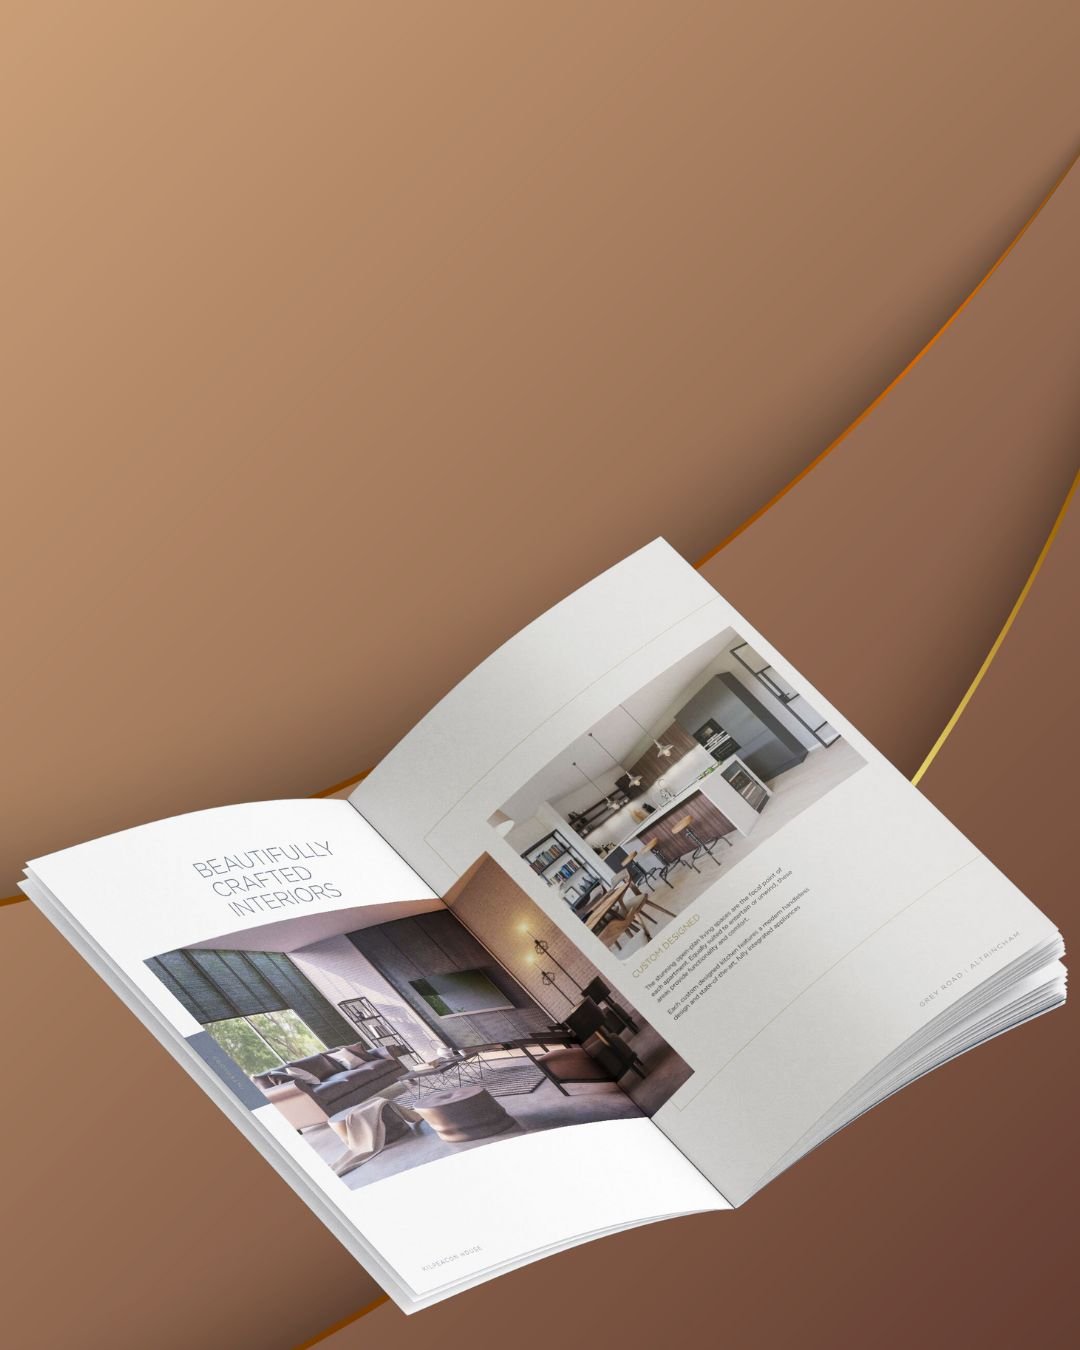 BEAUTIFULLY
CRAFTED
INTERIORS
KILPEACON HOUSE
CUSTOM DESIGNED
The stunning open-plan living spaces are the focal point of
each apartment. Equally suited to entertain or unwind, these
areas provide functionality and comfort.
Each custom designed kitchen features a modern handleless
design and state-of-the-art, fully integrated appliances
GREY ROAD | ALTRINCHAM